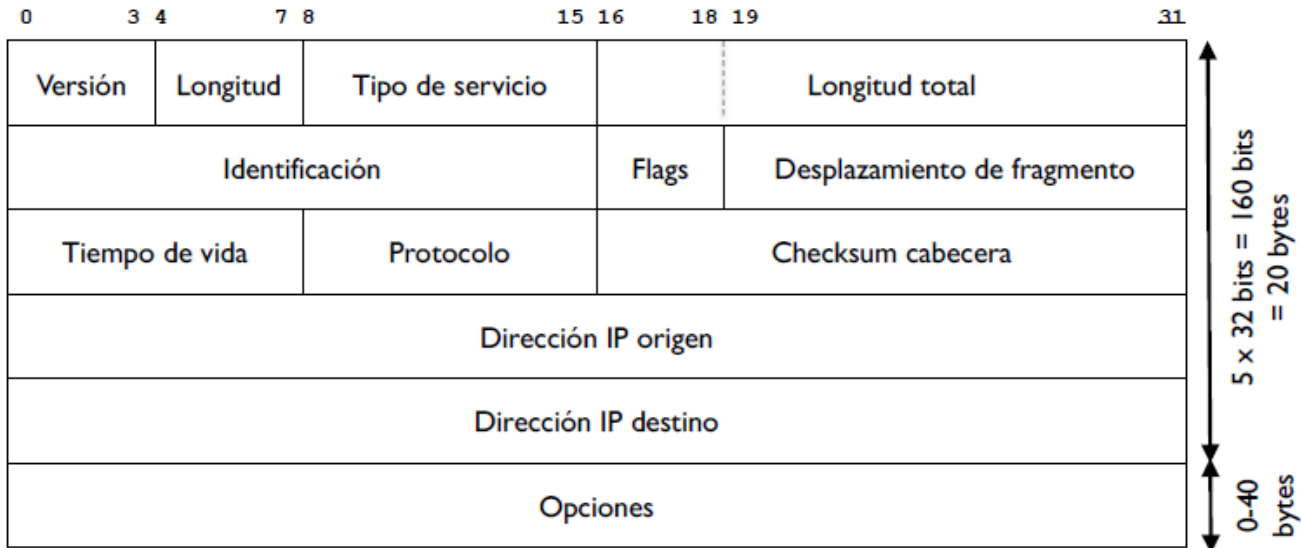 0 3 4 7 8 15 16 18 19 31
Versión Longitud Tipo de servicio Longitud total
Identificación Flags Desplazamiento de fragmento
Tiempo de vida Protocolo Checksum cabecera
Dirección IP origen
Dirección IP destino
Opciones
5 x 32 bits = 160 bits
= 20 bytes
0-40
bytes